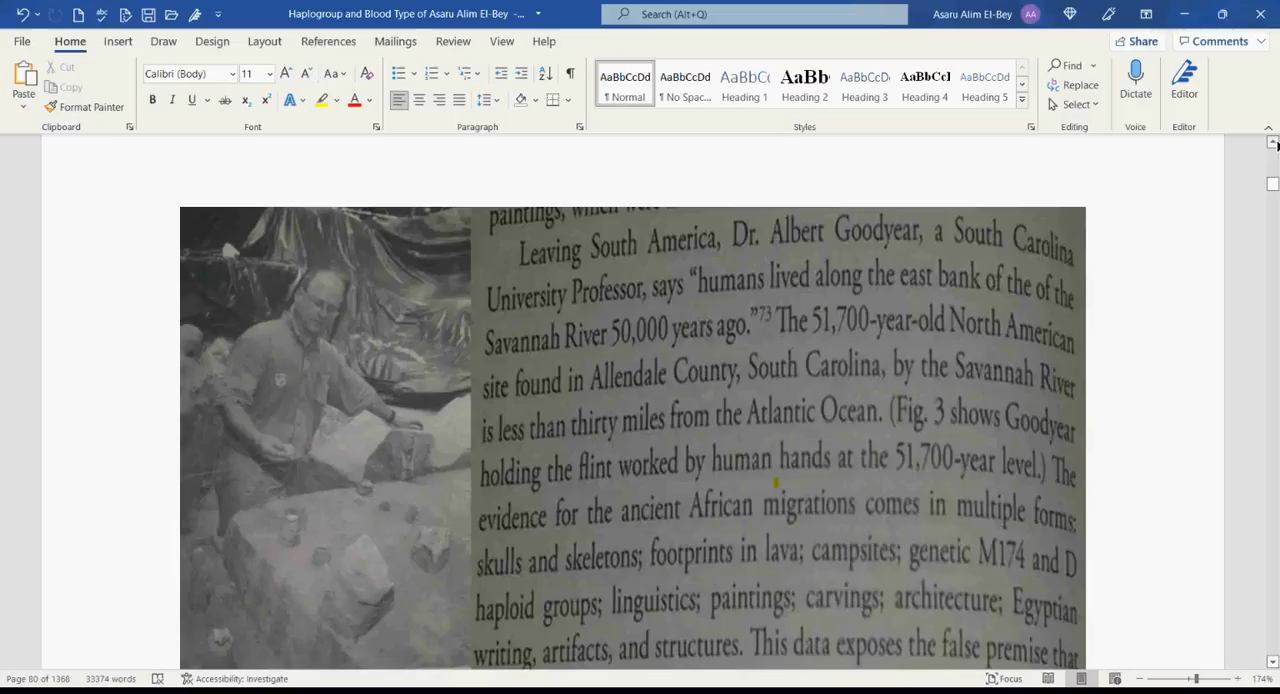 Haplogroup and Blood Type of Asaru Alim El-Bey -...
Search (Alt+Q)
Asaru Alim El-Bey
AA
File Home Insert Draw Design Layout References Mailings Review View Help
Share
Comments
Paste
Cut
Copy
Format Painter
Clipboard
Calibri (Body) 11
Font
Paragraph
AaBbCcDd AaBbCcDd AaBbCc AaBb AaBbCcD AaBbCcI AaBbCcDd
¶ Normal ¶ No Spac... Heading 1 Heading 2 Heading 3 Heading 4 Heading 5
Styles
Find
Replace
Select
Editing
Dictate
Voice
Editor
Editor
paintings, which were
Leaving South America, Dr. Albert Goodyear, a South Carolina
University Professor, says “humans lived along the east bank of the of the
Savannah River 50,000 years ago.”73 The 51,700-year-old North American
site found in Allendale County, South Carolina, by the Savannah River
is less than thirty miles from the Atlantic Ocean. (Fig. 3 shows Goodyear
holding the flint worked by human hands at the 51,700-year level.) The
evidence for the ancient African migrations comes in multiple forms:
skulls and skeletons; footprints in lava; campsites; genetic M174 and D
haploid groups; linguistics; paintings; carvings; architecture; Egyptian
writing, artifacts, and structures. This data exposes the false premise that
Page 80 of 1368 33374 words Accessibility: Investigate
Focus
174%